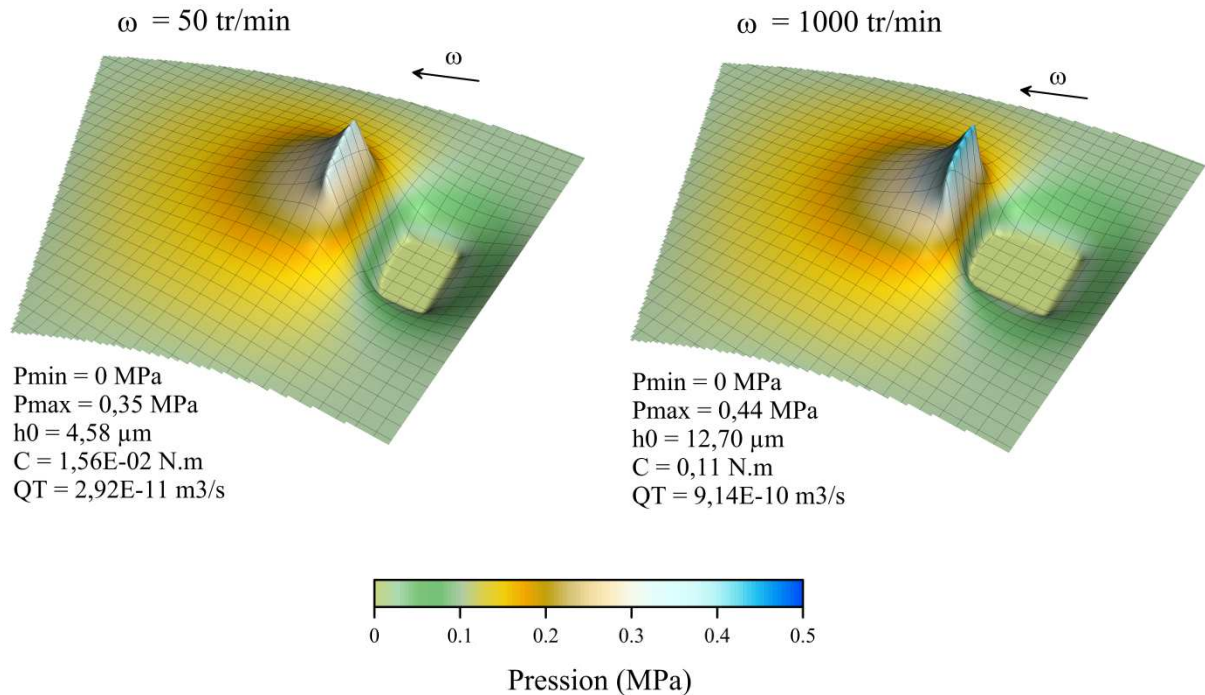 ω = 50 tr/min
ω
Pmin = 0 MPa
Pmax = 0,35 MPa
h0 = 4,58 µm
C = 1,56E-02 N.m
QT = 2,92E-11 m3/s
ω = 1000 tr/min
ω
Pmin = 0 MPa
Pmax = 0,44 MPa
h0 = 12,70 µm
C = 0,11 N.m
QT = 9,14E-10 m3/s
0 0.1 0.2 0.3 0.4 0.5
Pression (MPa)